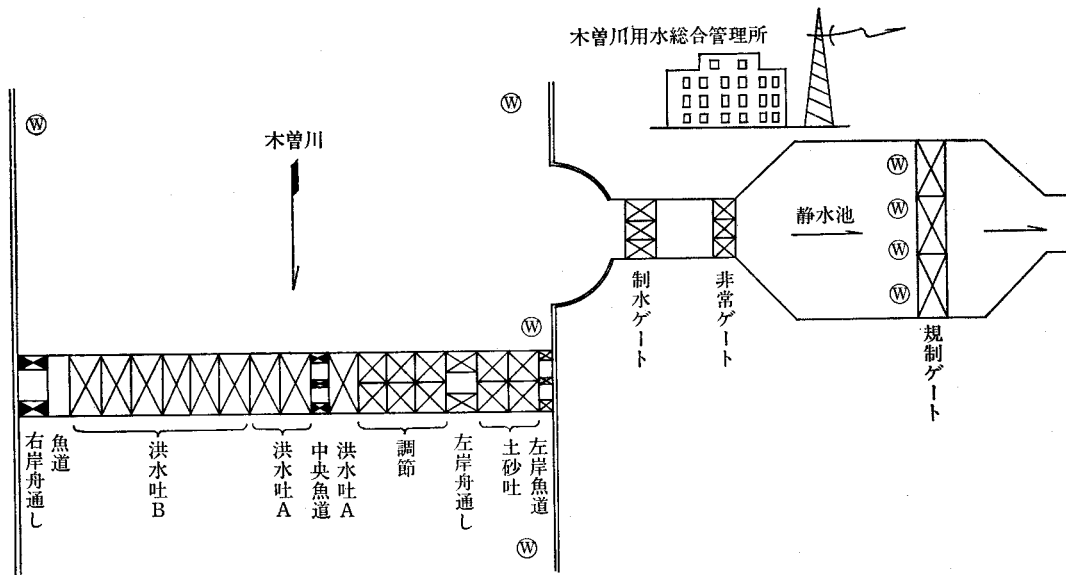 木曽川用水総合管理所
Ⓦ
Ⓦ
木曽川
Ⓦ
静水池
Ⓦ
Ⓦ
Ⓦ
制水ゲート
非常ゲート
規制ゲート
Ⓦ
右岸舟通し
魚道
洪水吐B
洪水吐A
中央魚道
洪水吐A
調節
左岸舟通し
土砂吐
左岸魚道
Ⓦ